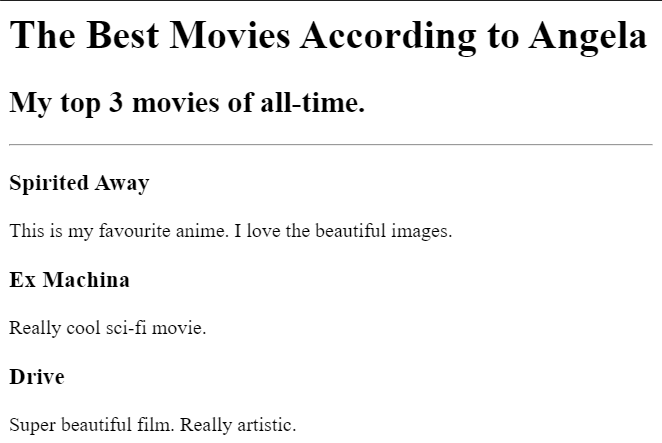 The Best Movies According to Angela
My top 3 movies of all-time.
Spirited Away
This is my favourite anime. I love the beautiful images.
Ex Machina
Really cool sci-fi movie.
Drive
Super beautiful film. Really artistic.